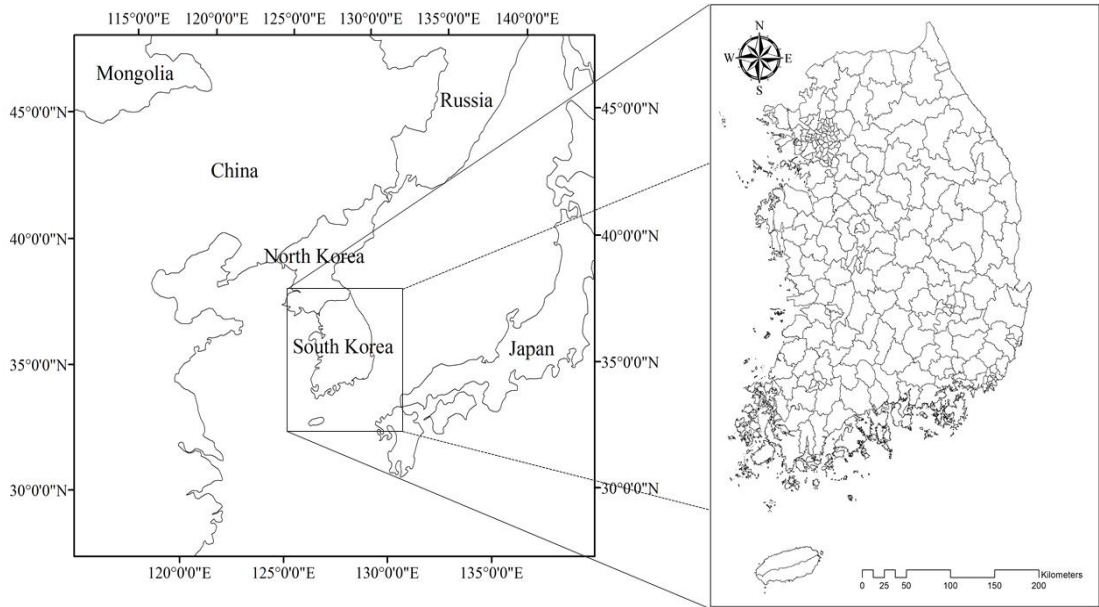 115°0'0"E 120°0'0"E 125°0'0"E 130°0'0"E 135°0'0"E 140°0'0"E
Mongolia
Russia
45°0'0"N
45°0'0"N
China
40°0'0"N
40°0'0"N
North Korea
South Korea
Japan
35°0'0"N
35°0'0"N
30°0'0"N
30°0'0"N
120°0'0"E 125°0'0"E 130°0'0"E 135°0'0"E
N
W E
S
Kilometers
0 25 50 100 150 200